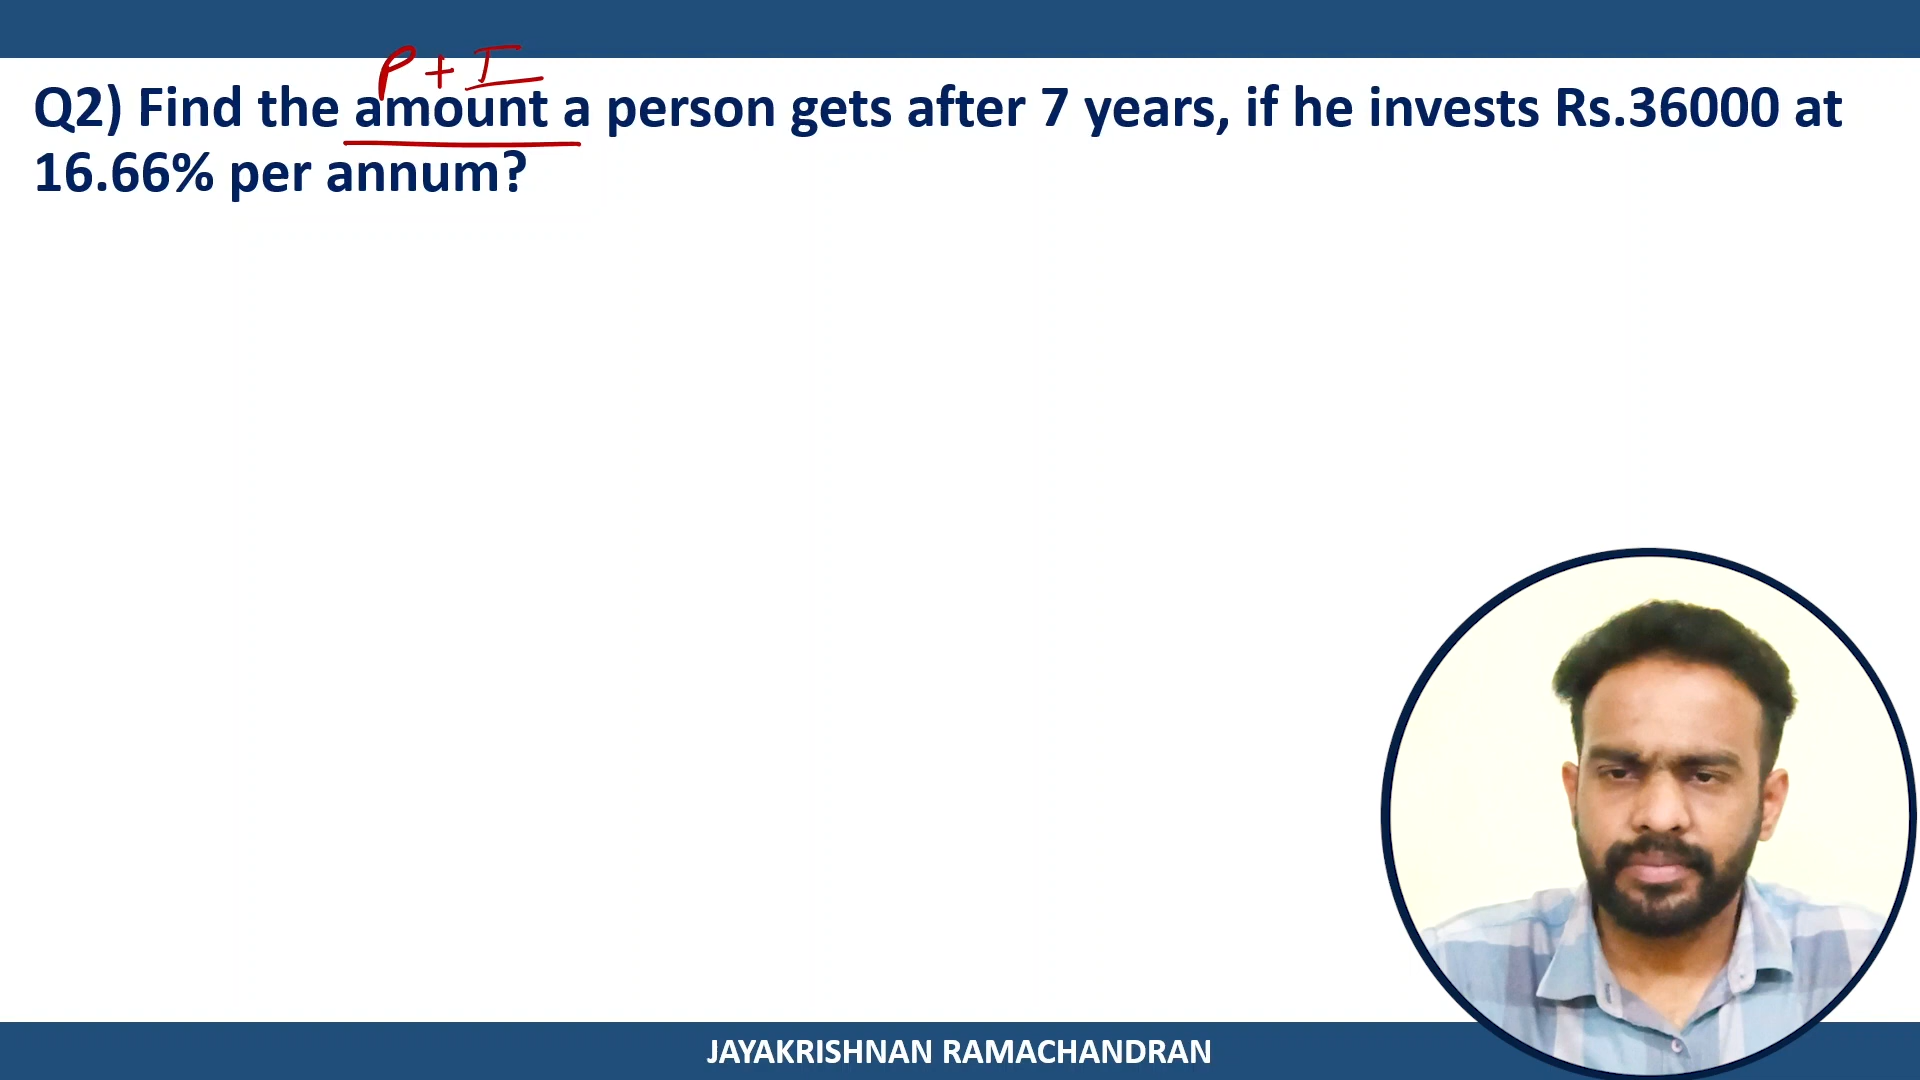 P + I
Q2) Find the amount a person gets after 7 years, if he invests Rs.36000 at
16.66% per annum?
JAYAKRISHNAN RAMACHANDRAN